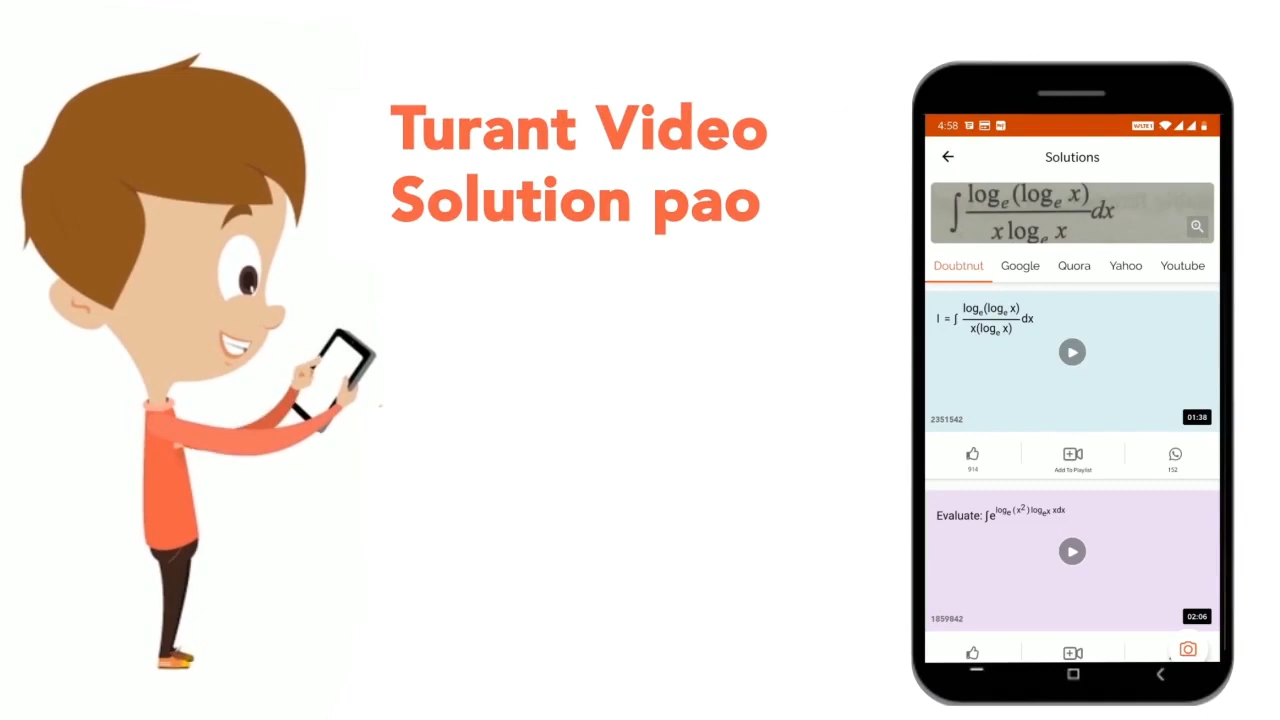 Turant Video
Solution pao
4:58
VoLTE1
Solutions
∫ logₑ(logₑ x) / x logₑ x dx
Doubtnut Google Quora Yahoo Youtube
I = ∫ logₑ(logₑ x) / x(logₑ x) dx
2351542 01:38
914 Add To Playlist 152
Evaluate: ∫e^logₑ(x²)logₑx xdx
1859842 02:06